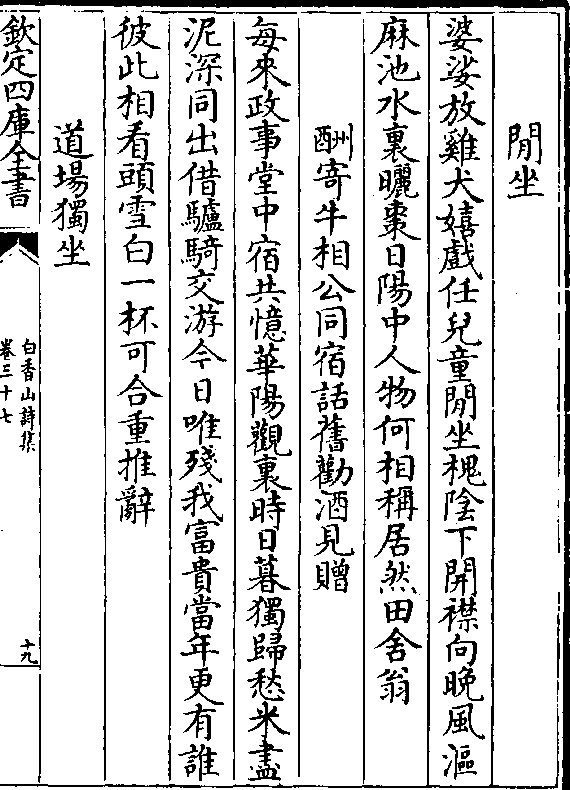 閒坐
婆娑放雞犬嬉戲任兒童閒坐槐陰下開襟向晚風漚
麻池水裏曬棗日陽中人物何相稱居然田舍翁
酬寄牛相公同宿話舊勸酒見贈
每來政事堂中宿共憶華陽觀裏時日暮獨歸愁米盡
泥深同出借驢騎交游今日唯殘我富貴當年更有誰
彼此相看頭雪白一杯可合重推辭
道場獨坐
欽定四庫全書
白香山詩集
卷三十七
十九